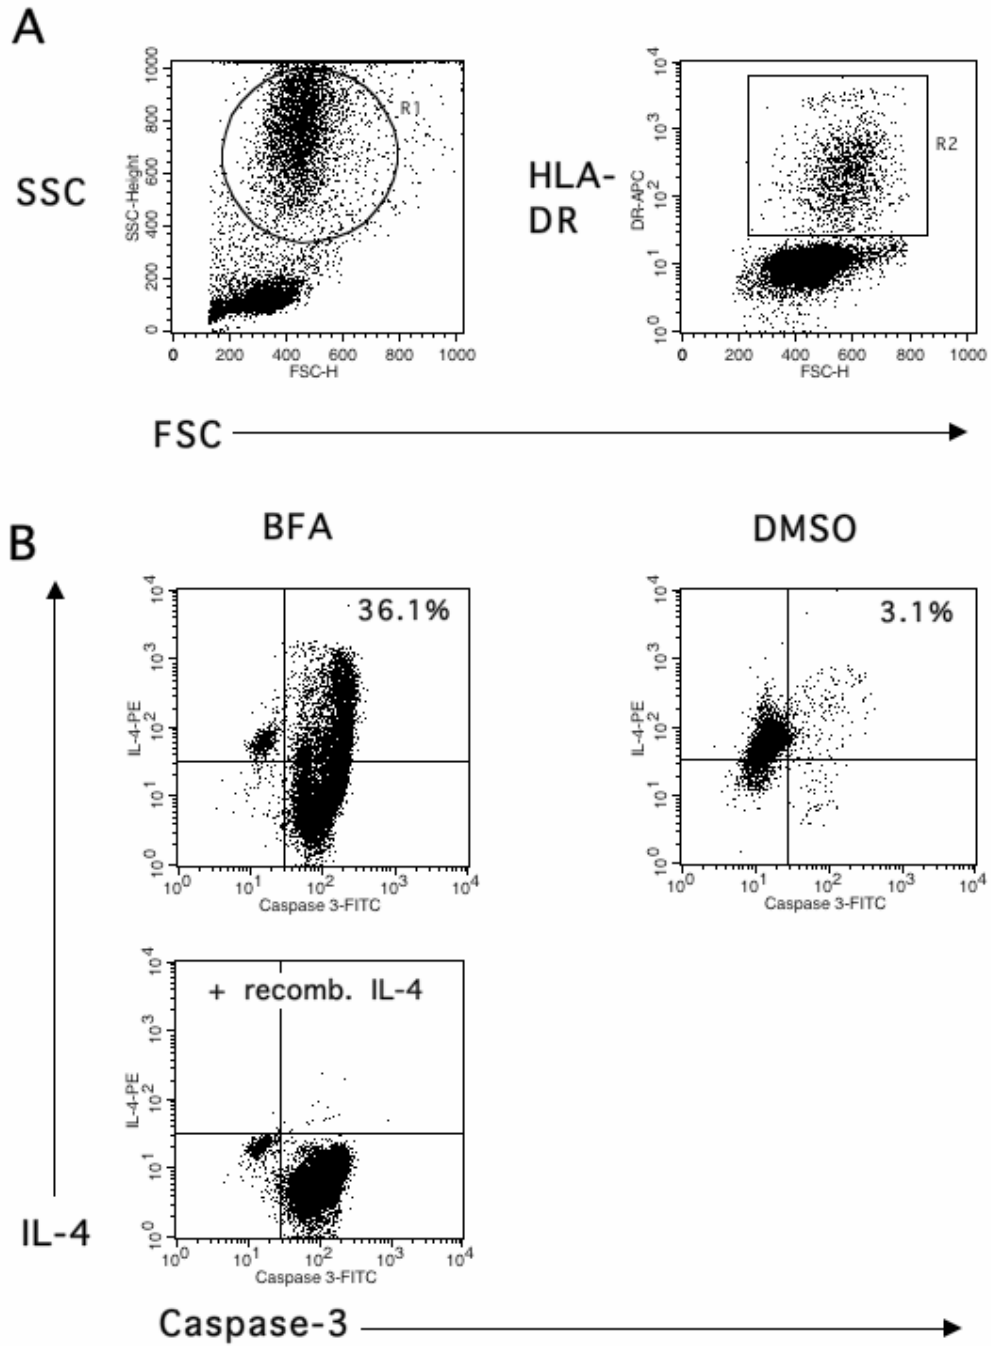 A
SSC
SSC-Height
1000
800
600
400
200
0
R1
0 200 400 600 800 1000
FSC-H
HLA-
DR
DR-APC
10^4
10^3
10^2
10^1
10^0
R2
0 200 400 600 800 1000
FSC-H
FSC
B
BFA
DMSO
IL-4-PE
10^4
10^3
10^2
10^1
10^0
36.1%
10^0 10^1 10^2 10^3 10^4
Caspase 3-FITC
IL-4-PE
10^4
10^3
10^2
10^1
10^0
3.1%
10^0 10^1 10^2 10^3 10^4
Caspase 3-FITC
IL-4-PE
10^4
10^3
10^2
10^1
10^0
+ recomb. IL-4
10^0 10^1 10^2 10^3 10^4
Caspase 3-FITC
IL-4
Caspase-3